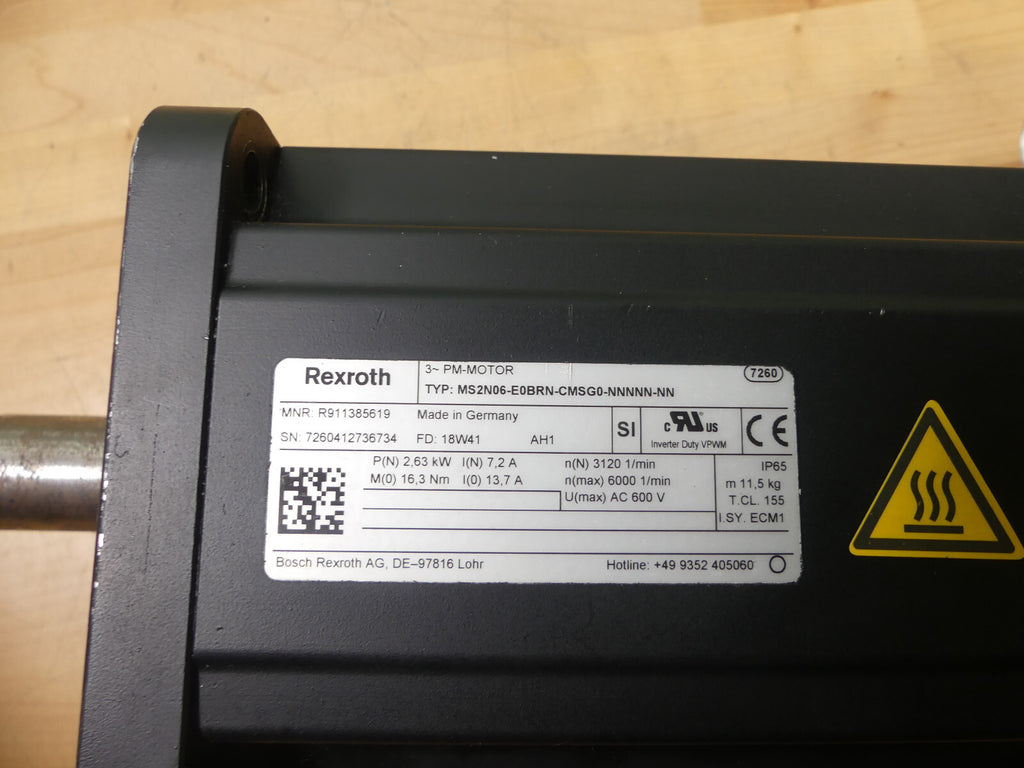 Rexroth
3~ PM-MOTOR
7260
TYP: MS2N06-E0BRN-CMSG0-NNNNN-NN
MNR: R911385619 Made in Germany
SN: 7260412736734 FD: 18W41 AH1
SI
c RU US
Inverter Duty VPWM
CE
P(N) 2,63 kW I(N) 7,2 A n(N) 3120 1/min IP65
M(0) 16,3 Nm I(0) 13,7 A n(max) 6000 1/min m 11,5 kg
U(max) AC 600 V T.CL. 155
I.SY. ECM1
Bosch Rexroth AG, DE–97816 Lohr Hotline: +49 9352 405060